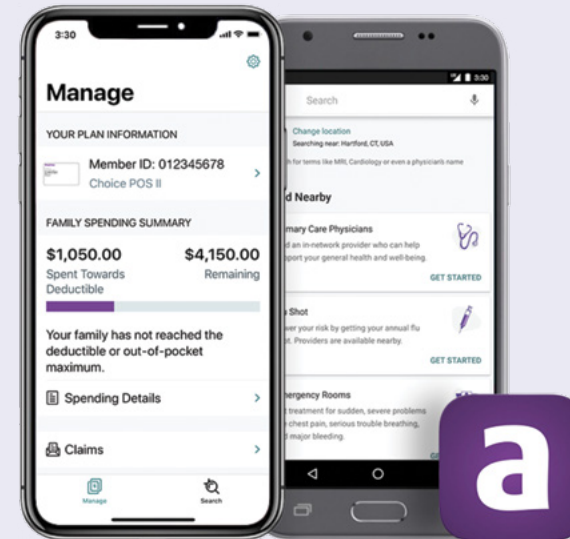 3:30
Manage
YOUR PLAN INFORMATION
Member ID: 012345678
Choice POS II
FAMILY SPENDING SUMMARY
$1,050.00 $4,150.00
Spent Towards Remaining
Deductible
Your family has not reached the
deductible or out-of-pocket
maximum.
Spending Details
Claims
Manage Search
3:30
Search
Change location
Searching near: Hartford, CT, USA
for terms like MRI, Cardiology or even a physician's name
Nearby
Care Physicians
an in-network provider who can help
your general health and well-being.
GET STARTED
Shot
your risk by getting your annual flu
Providers are available nearby.
GET STARTED
Rooms
treatment for sudden, severe problems
chest pain, serious trouble breathing,
major bleeding.
a